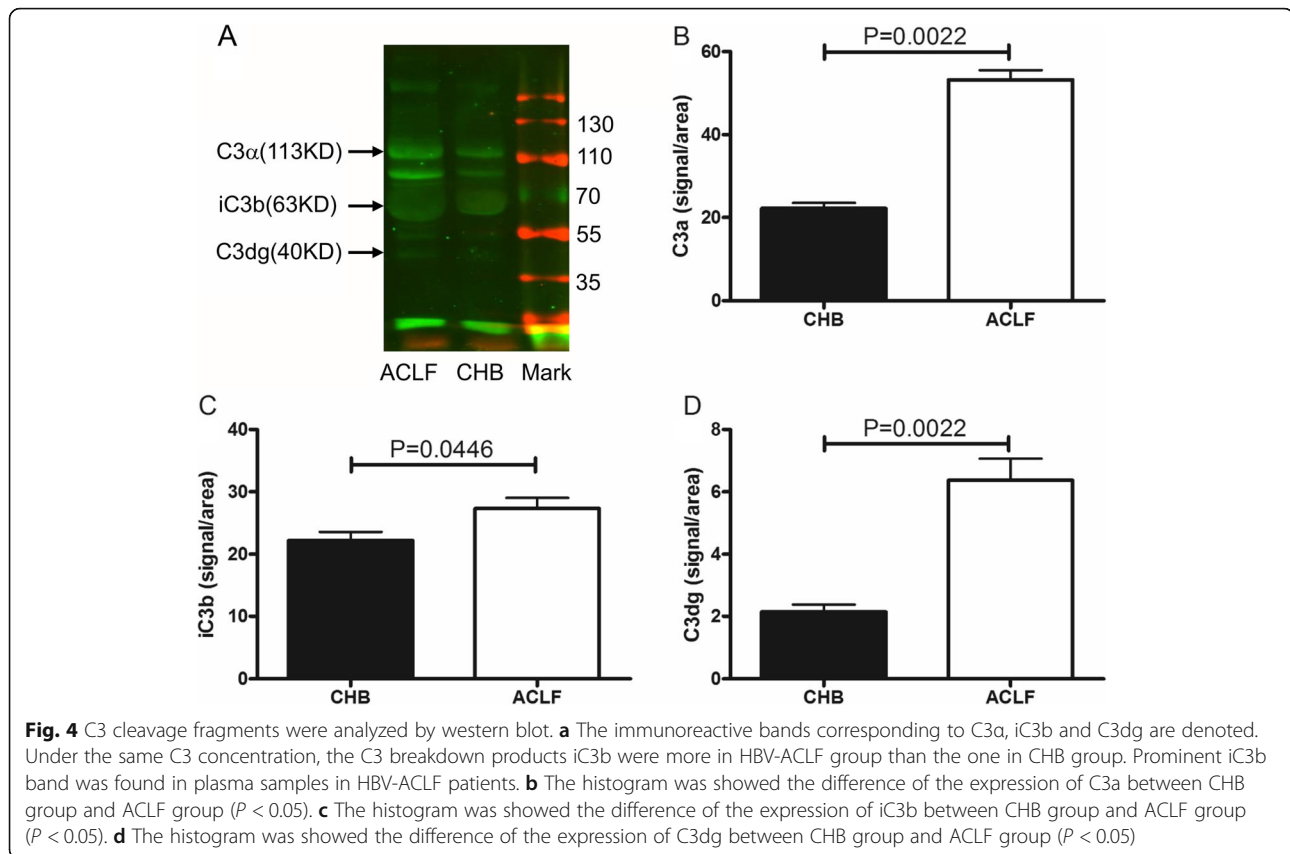 A
C3α(113KD)
iC3b(63KD)
C3dg(40KD)
130
110
70
55
35
ACLF CHB Mark
B
P=0.0022
C3a (signal/area)
60
40
20
0
CHB ACLF
C
P=0.0446
iC3b (signal/area)
40
30
20
10
0
CHB ACLF
D
P=0.0022
C3dg (signal/area)
8
6
4
2
0
CHB ACLF
Fig. 4 C3 cleavage fragments were analyzed by western blot. a The immunoreactive bands corresponding to C3α, iC3b and C3dg are denoted.
Under the same C3 concentration, the C3 breakdown products iC3b were more in HBV-ACLF group than the one in CHB group. Prominent iC3b
band was found in plasma samples in HBV-ACLF patients. b The histogram was showed the difference of the expression of C3a between CHB
group and ACLF group (P < 0.05). c The histogram was showed the difference of the expression of iC3b between CHB group and ACLF group
(P < 0.05). d The histogram was showed the difference of the expression of C3dg between CHB group and ACLF group (P < 0.05)